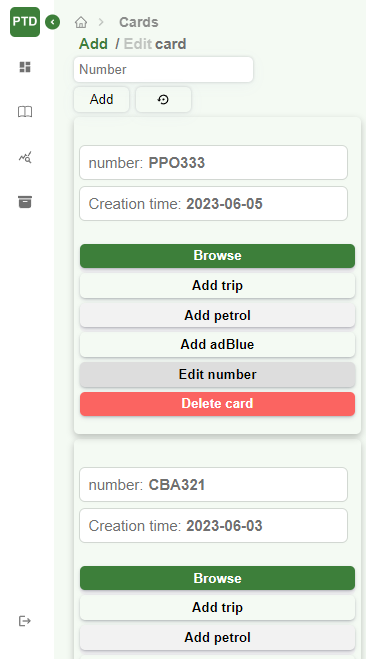 PTD
Cards
Add / Edit card
Number
Add
number: PPO333
Creation time: 2023-06-05
Browse
Add trip
Add petrol
Add adBlue
Edit number
Delete card
number: CBA321
Creation time: 2023-06-03
Browse
Add trip
Add petrol